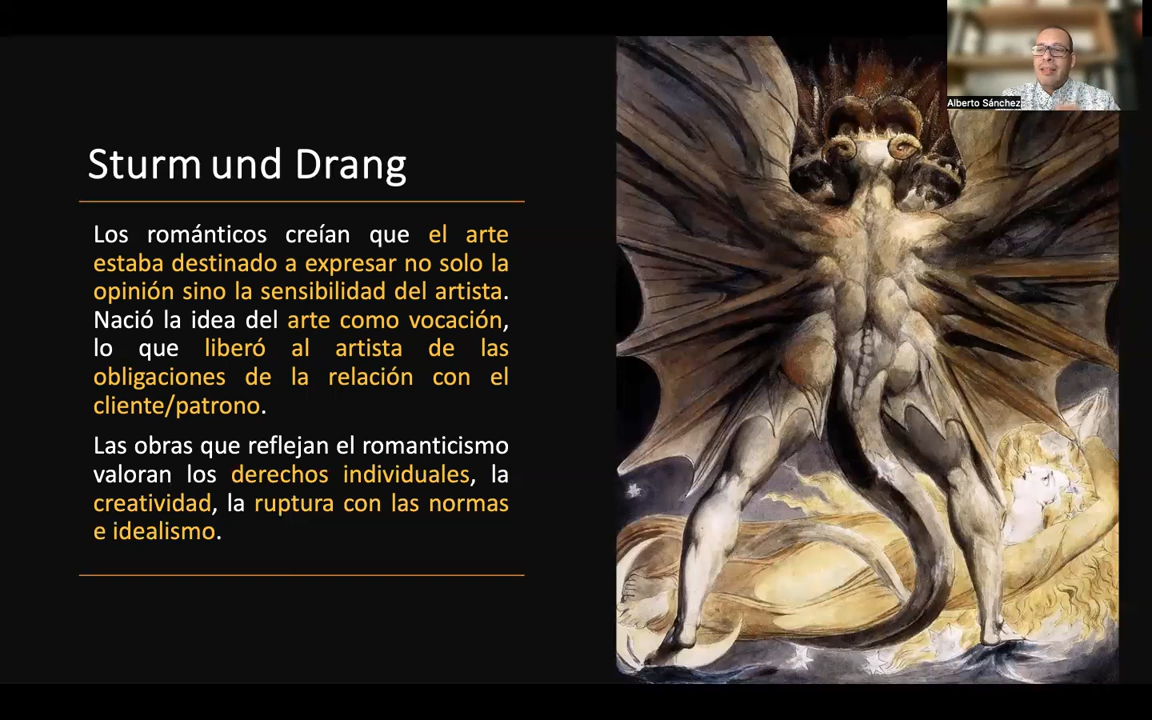 Alberto Sánchez
Sturm und Drang
Los románticos creían que el arte
estaba destinado a expresar no solo la
opinión sino la sensibilidad del artista.
Nació la idea del arte como vocación,
lo que liberó al artista de las
obligaciones de la relación con el
cliente/patrono.
Las obras que reflejan el romanticismo
valoran los derechos individuales, la
creatividad, la ruptura con las normas
e idealismo.